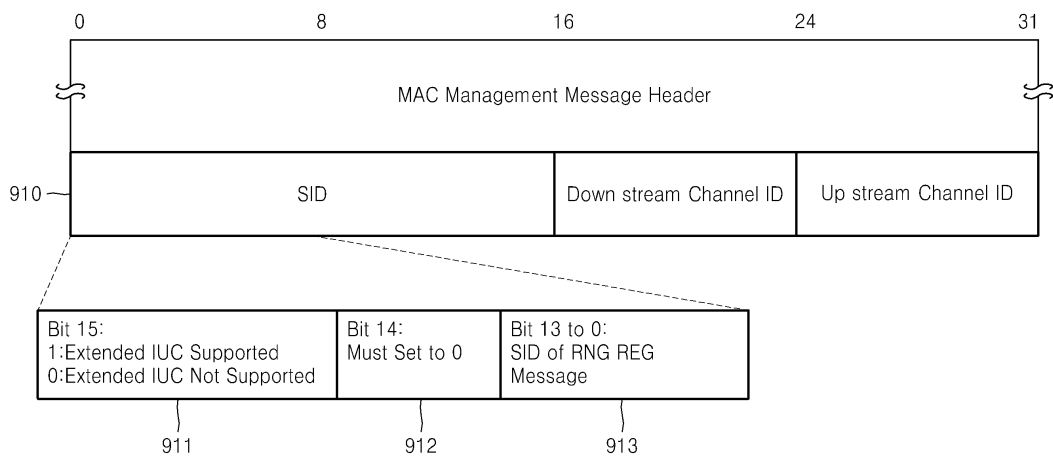 0 8 16 24 31
MAC Management Message Header
910 SID Down stream Channel ID Up stream Channel ID
Bit 15:
1:Extended IUC Supported
0:Extended IUC Not Supported
Bit 14:
Must Set to 0
Bit 13 to 0:
SID of RNG REG
Message
911 912 913